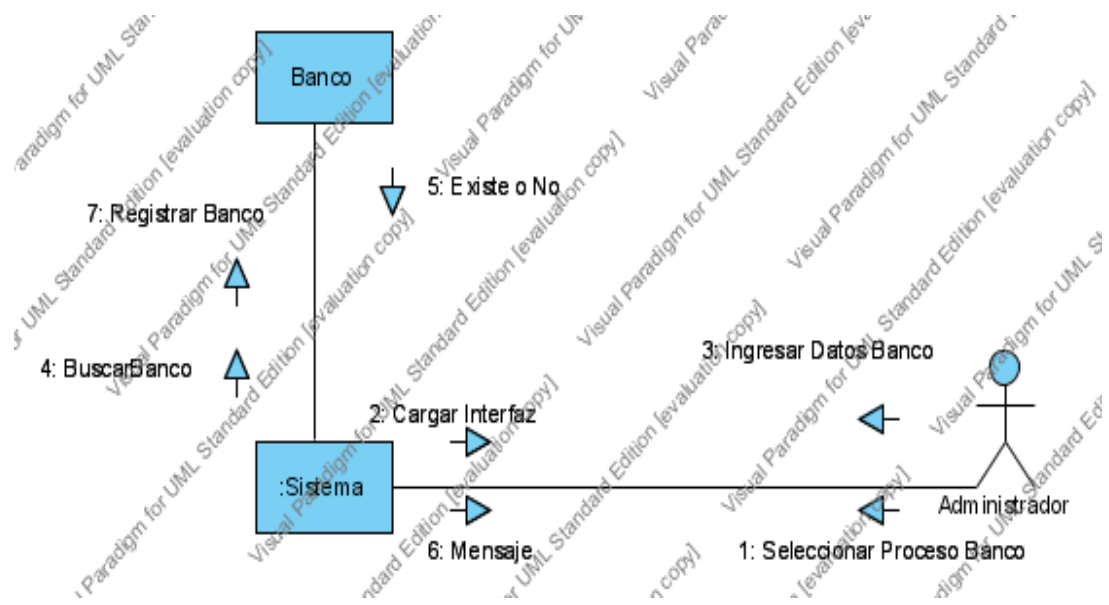 Banco
5: Existe o No
7: Registrar Banco
4: BuscarBanco
3: Ingresar Datos Banco
2: Cargar Interfaz
:Sistema
Administrador
6: Mensaje
1: Seleccionar Proceso Banco
Visual Paradigm for UML Standard Edition [evaluation copy]